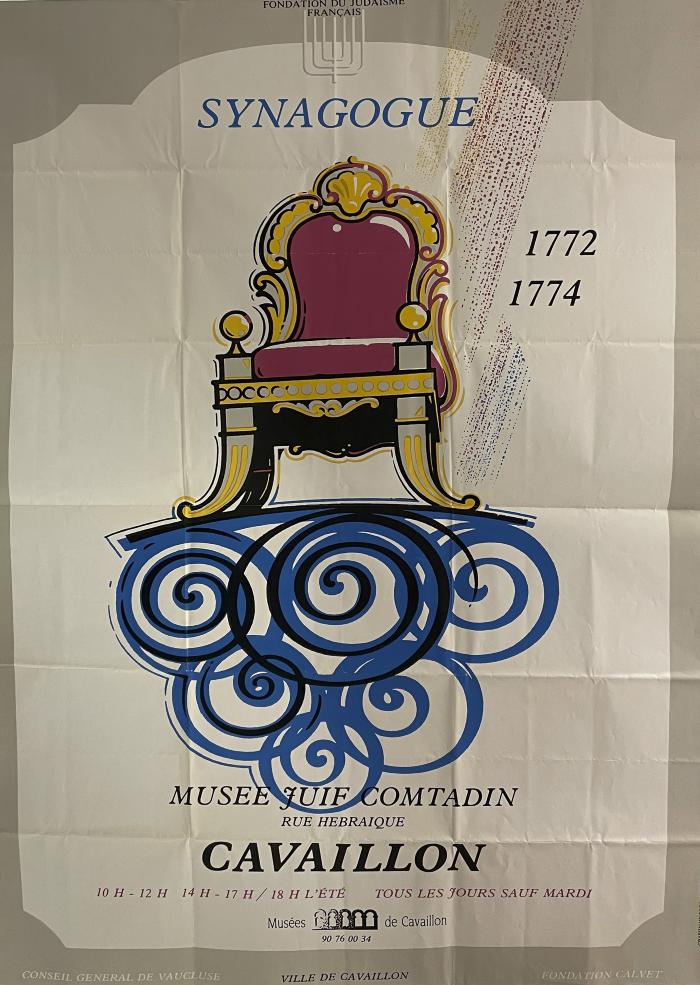 FONDATION DU JUDAISME
FRANÇAIS
SYNAGOGUE
1772
1774
MUSEE JUIF COMTADIN
RUE HEBRAIQUE
CAVAILLON
10 H - 12 H 14 H - 17 H / 18 H L'ÉTÉ TOUS LES JOURS SAUF MARDI
Musées de Cavaillon
90 76 00 34
CONSEIL GENERAL DE VAUCLUSE VILLE DE CAVAILLON FONDATION CALVET